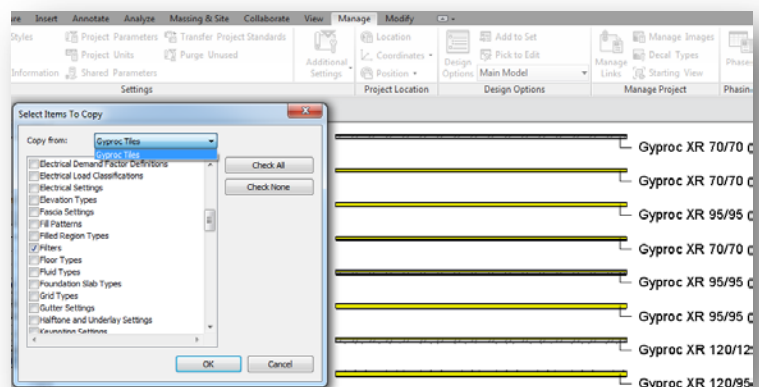 re Insert Annotate Analyze Massing & Site Collaborate View Manage Modify
Styles Project Parameters Transfer Project Standards
Project Units Purge Unused
Information Shared Parameters
Additional Settings
Settings
Location
Coordinates
Position
Project Location
Design Options
Add to Set
Pick to Edit
Main Model
Design Options
Manage Links
Manage Images
Decal Types
Starting View
Manage Project
Phase
Phasin
Select Items To Copy
Copy from: Gyproc Tiles
Gyproc Tiles
Electrical Demand Factor Definitions
Electrical Load Classifications
Electrical Settings
Elevation Types
Fascia Settings
Fill Patterns
Filled Region Types
Filters
Floor Types
Fluid Types
Foundation Slab Types
Grid Types
Gutter Settings
Halftone and Underlay Settings
Keynoting Settings
Check All
Check None
OK Cancel
Gyproc XR 70/70 (
Gyproc XR 70/70 (
Gyproc XR 95/95 (
Gyproc XR 70/70 (
Gyproc XR 95/95 (
Gyproc XR 95/95 (
Gyproc XR 120/12
Gyproc XR 120/95